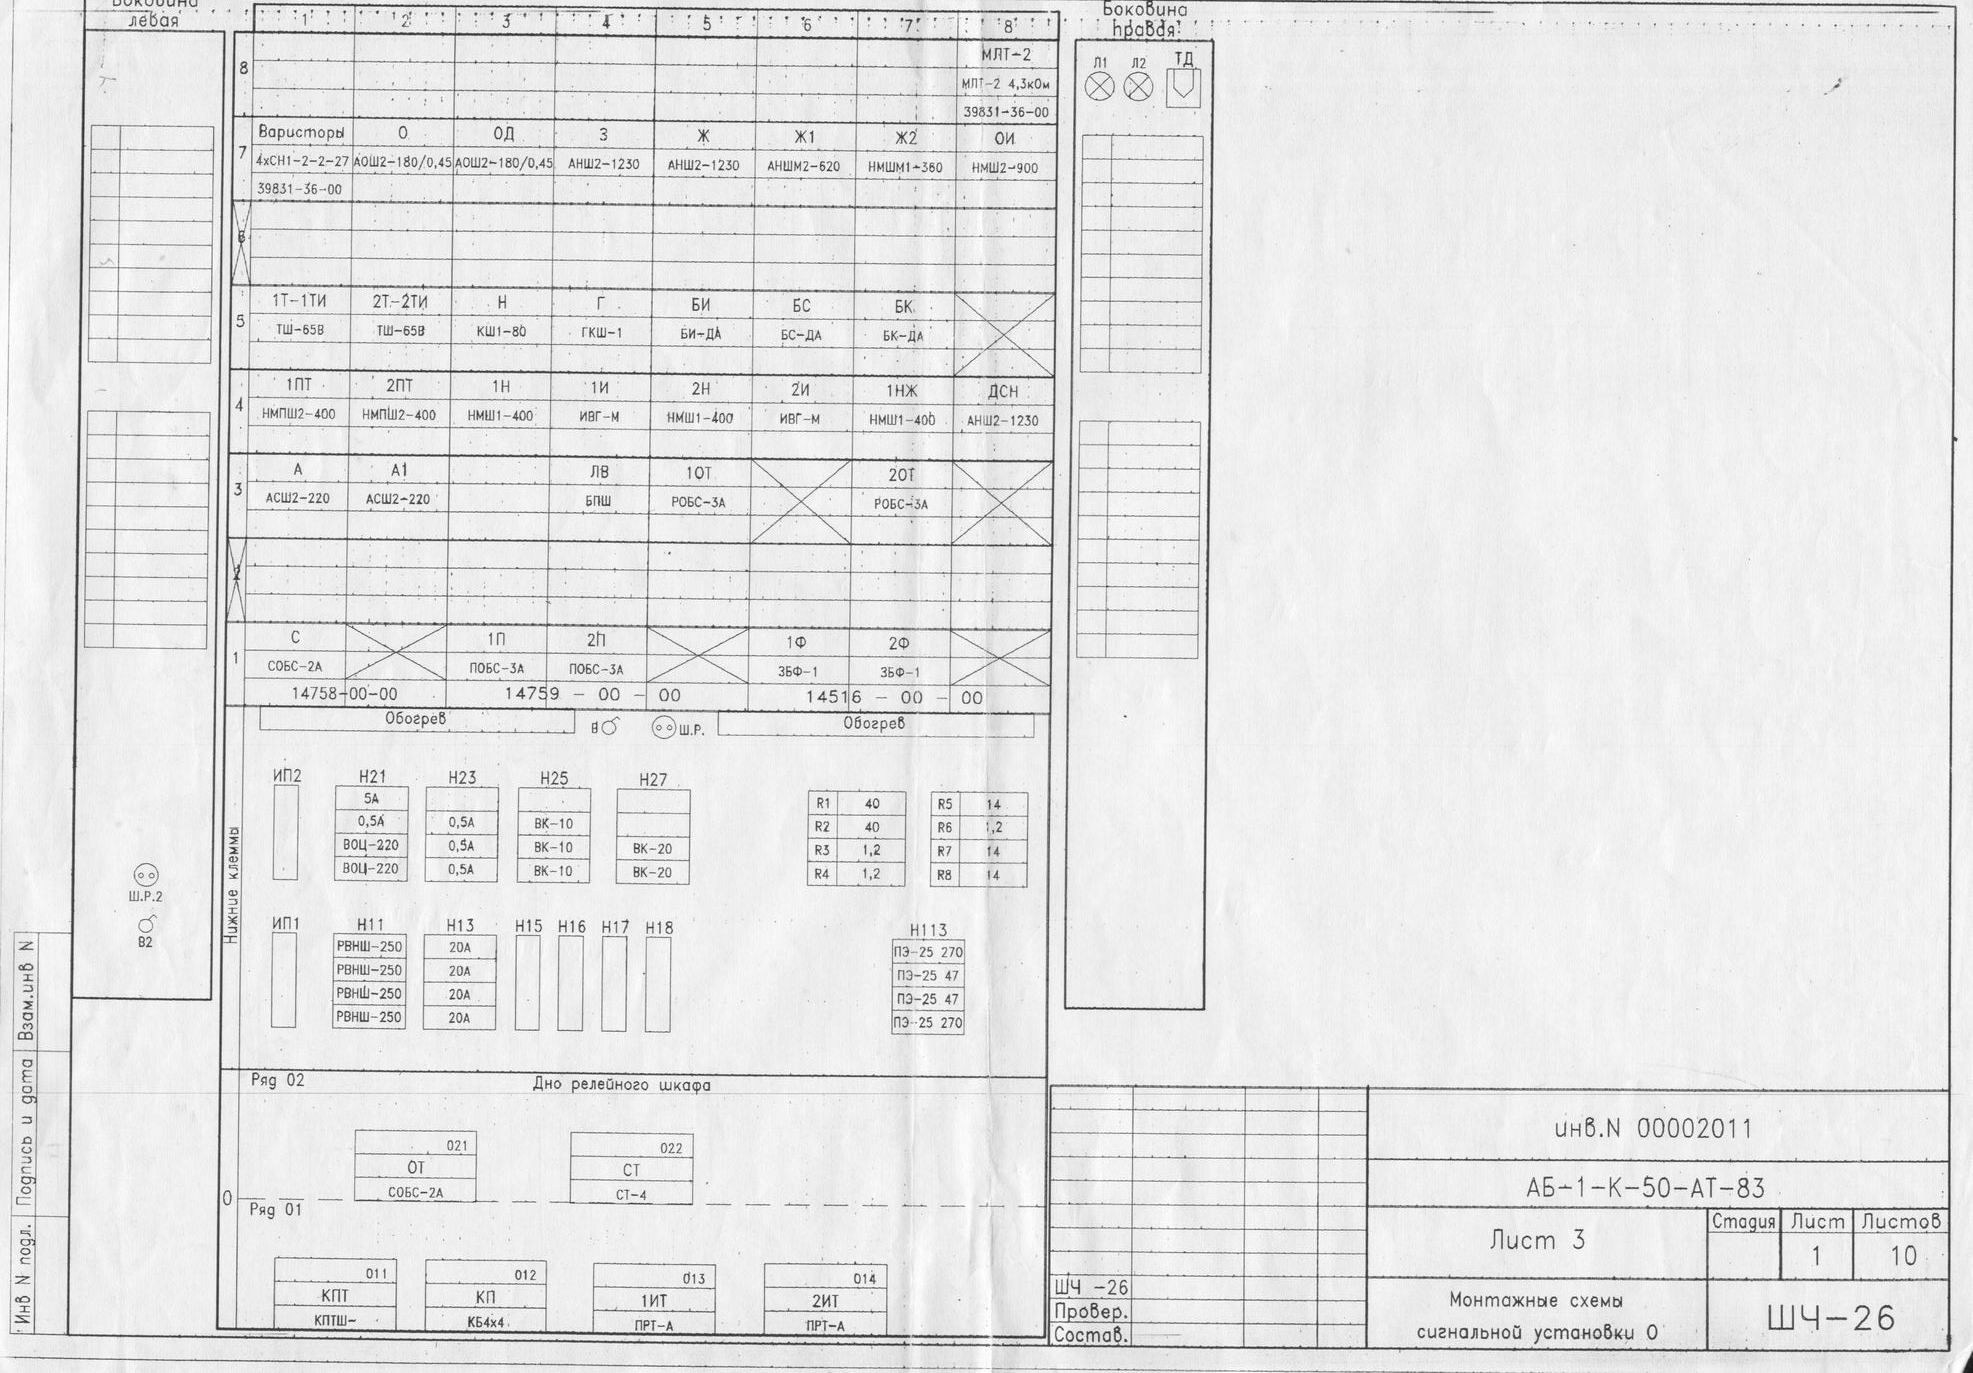 Боковина
левая
1 2 3 4 5 6 7 8
Боковина
правая
8
МЛТ-2
МЛТ-2 4,3кОм
39831-36-00
Л1 Л2 ТД
7
Варисторы О ОД З Ж Ж1 Ж2 ОИ
4хСН1-2-2-27 АОШ2-180/0,45 АОШ2-180/0,45 АНШ2-1230 АНШ2-1230 АНШМ2-620 НМШМ1-360 НМШ2-900
39831-36-00
6
5
1Т-1ТИ 2Т-2ТИ Н Г БИ БС БК
ТШ-65В ТШ-65В КШ1-80 ГКШ-1 БИ-ДА БС-ДА БК-ДА
4
1ПТ 2ПТ 1Н 1И 2Н 2И 1НЖ ДСН
НМПШ2-400 НМПШ2-400 НМШ1-400 ИВГ-М НМШ1-400 ИВГ-М НМШ1-400 АНШ2-1230
3
А А1 ЛВ 1ОТ 2ОТ
АСШ2-220 АСШ2-220 БПШ РОБС-3А РОБС-3А
2
1
С 1П 2П 1Ф 2Ф
СОБС-2А ПОБС-3А ПОБС-3А ЗБФ-1 ЗБФ-1
14758-00-00 14759 - 00 - 00 14516 - 00 - 00
Обогрев В Ш.Р. Обогрев
Нижние клеммы
ИП2 Н21 Н23 Н25 Н27
5А R1 40 R5 14
0,5А 0,5А ВК-10 R2 40 R6 1,2
ВОЦ-220 0,5А ВК-10 ВК-20 R3 1,2 R7 14
ВОЦ-220 0,5А ВК-10 ВК-20 R4 1,2 R8 14
Ш.Р.2
В2
ИП1 Н11 Н13 Н15 Н16 Н17 Н18 Н113
РВНШ-250 20А ПЭ-25 270
РВНШ-250 20А ПЭ-25 47
РВНШ-250 20А ПЭ-25 47
РВНШ-250 20А ПЭ-25 270
Ряд 02 Дно релейного шкафа
021 022
ОТ СТ
СОБС-2А СТ-4
0
Ряд 01
011 012 013 014
КПТ КП 1ИТ 2ИТ
КПТШ- КБ4х4 ПРТ-А ПРТ-А
Взам.инв N
Подпись и дата
Инв N подл.
инв.N 00002011
АБ-1-К-50-АТ-83
Лист 3
Стадия Лист Листов
1 10
ШЧ -26
Провер.
Состав.
Монтажные схемы
сигнальной установки О
ШЧ-26